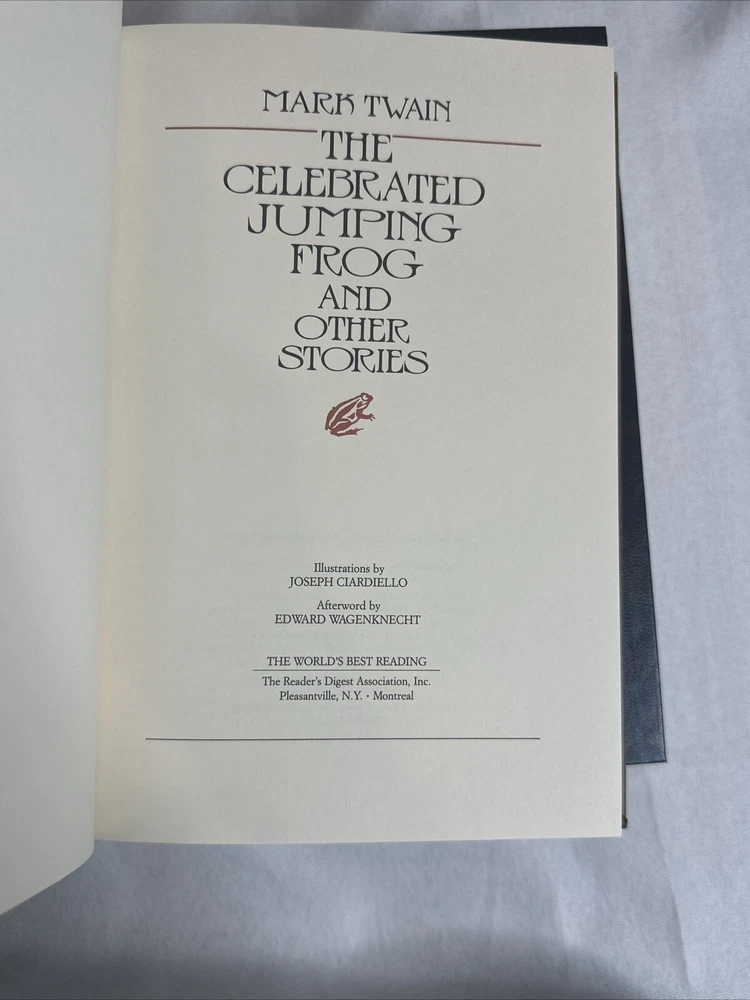 MARK TWAIN
THE
CELEBRATED
JUMPING
FROG
AND
OTHER
STORIES
Illustrations by
JOSEPH CIARDIELLO
Afterword by
EDWARD WAGENKNECHT
THE WORLD'S BEST READING
The Reader's Digest Association, Inc.
Pleasantville, N.Y. · Montreal